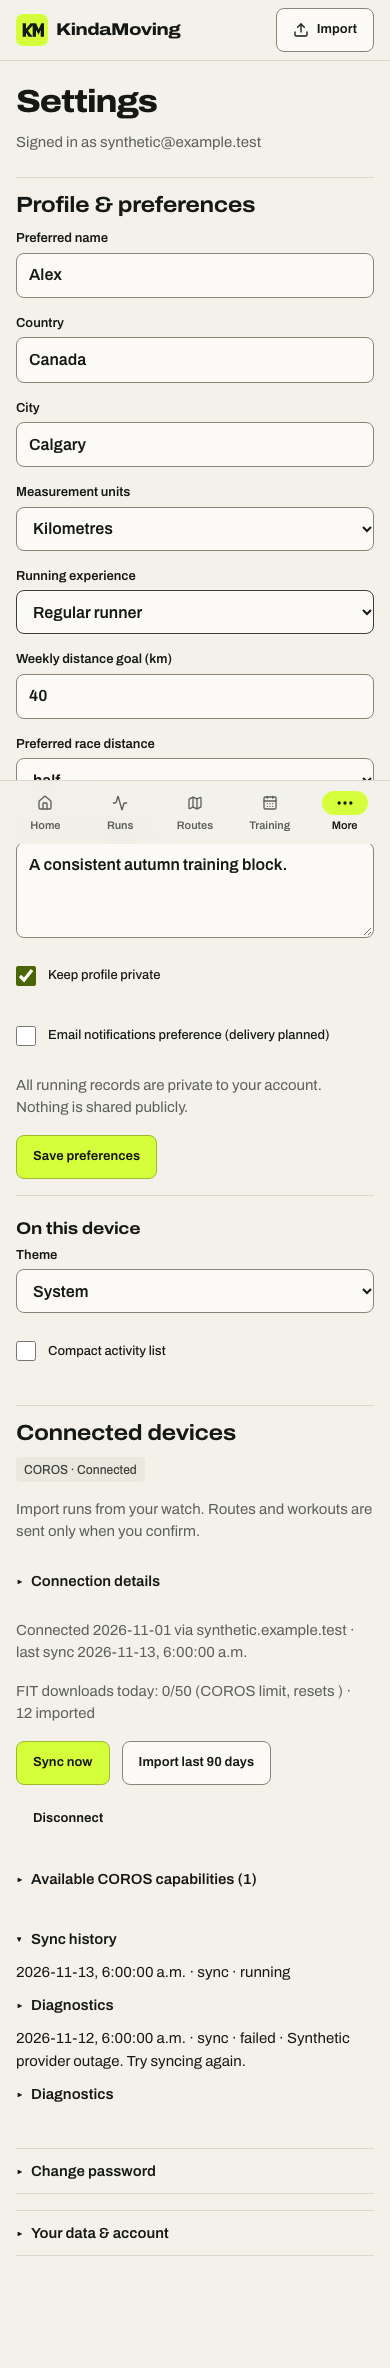 KM KindaMoving
Import
Settings
Signed in as synthetic@example.test
Profile & preferences
Preferred name
Alex
Country
Canada
City
Calgary
Measurement units
Kilometres
Running experience
Regular runner
Weekly distance goal (km)
40
Preferred race distance
half
Home
Runs
Routes
Training
More
A consistent autumn training block.
Keep profile private
Email notifications preference (delivery planned)
All running records are private to your account.
Nothing is shared publicly.
Save preferences
On this device
Theme
System
Compact activity list
Connected devices
COROS · Connected
Import runs from your watch. Routes and workouts are
sent only when you confirm.
Connection details
Connected 2026-11-01 via synthetic.example.test ·
last sync 2026-11-13, 6:00:00 a.m.
FIT downloads today: 0/50 (COROS limit, resets ) ·
12 imported
Sync now
Import last 90 days
Disconnect
Available COROS capabilities (1)
Sync history
2026-11-13, 6:00:00 a.m. · sync · running
Diagnostics
2026-11-12, 6:00:00 a.m. · sync · failed · Synthetic
provider outage. Try syncing again.
Diagnostics
Change password
Your data & account